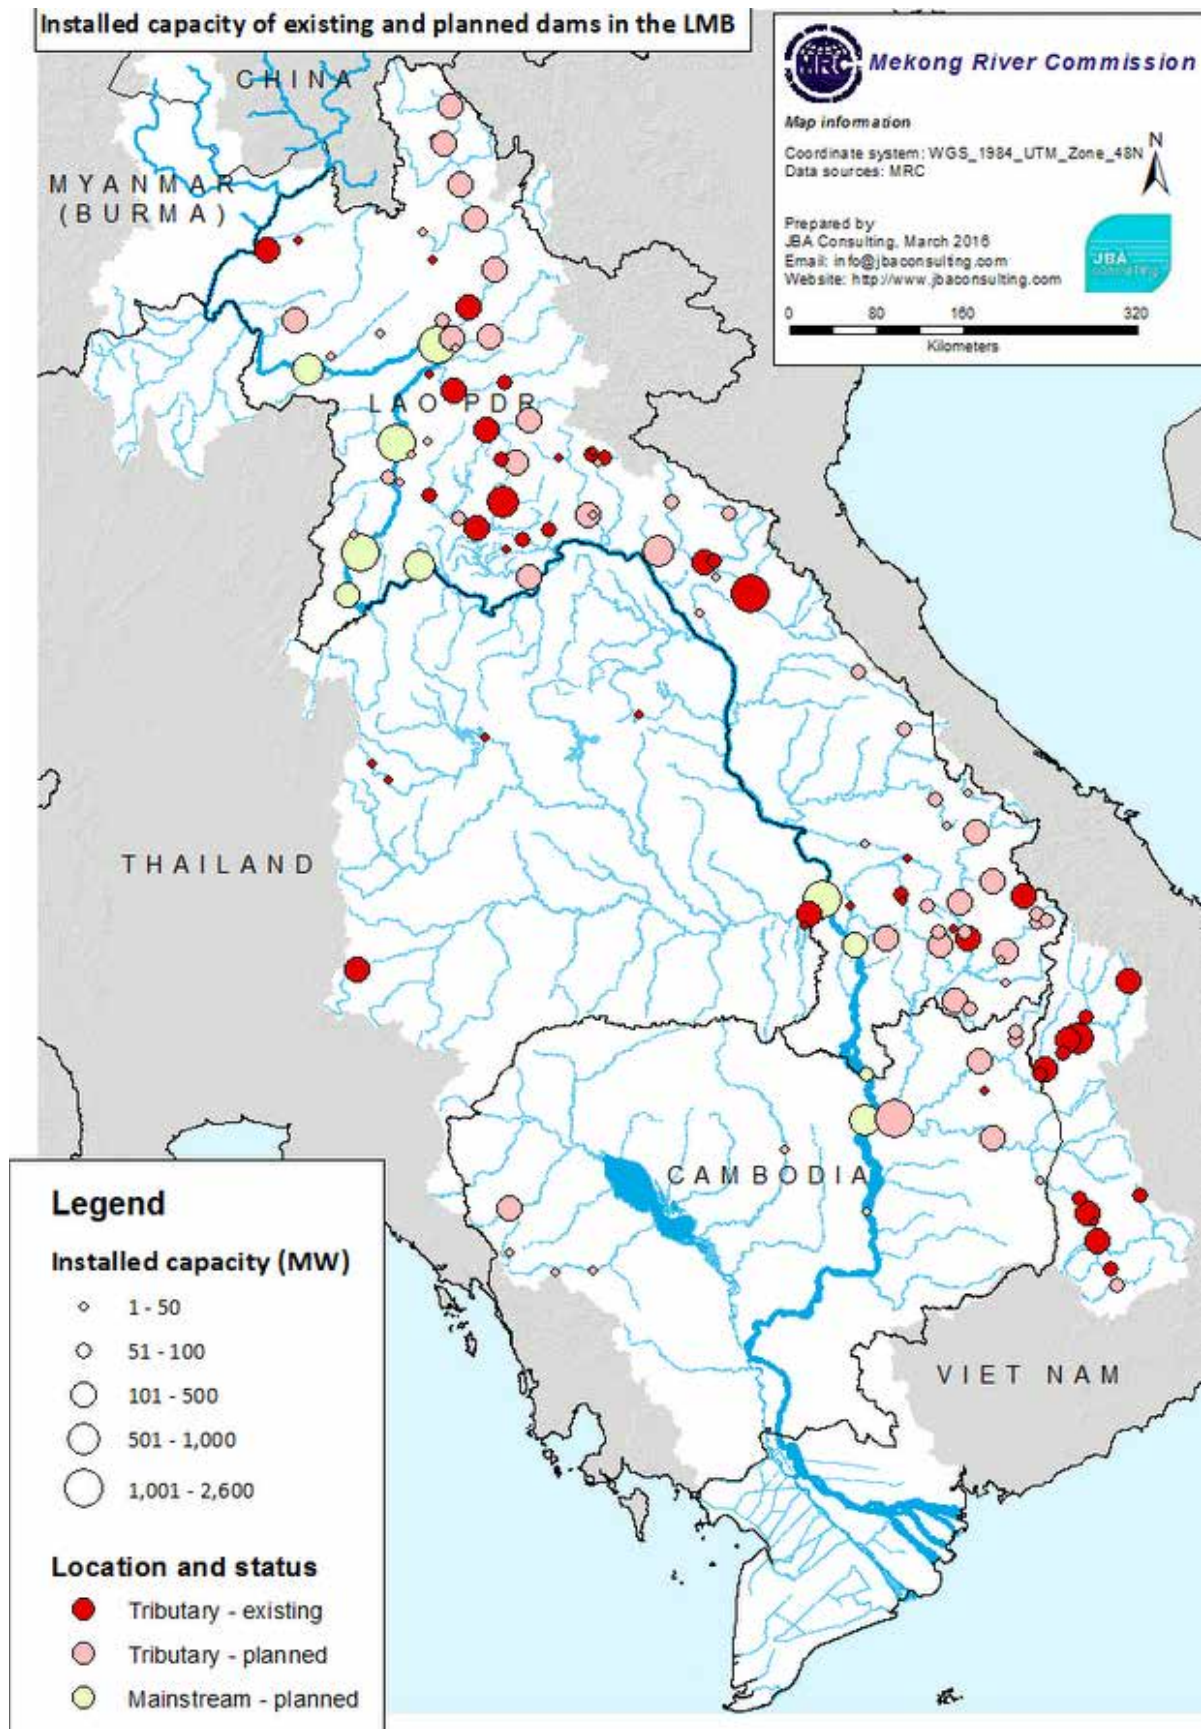 Installed capacity of existing and planned dams in the LMB
MRC
Mekong River Commission
Map information
Coordinate system: WGS_1984_UTM_Zone_48N
Data sources: MRC
N
Prepared by
JBA Consulting, March 2016
Email: info@jbaconsulting.com
Website: http://www.jbaconsulting.com
JBA
consulting
0 80 160 320
Kilometers
CHINA
MYANMAR
(BURMA)
LAO PDR
THAILAND
CAMBODIA
VIET NAM
Legend
Installed capacity (MW)
1 - 50
51 - 100
101 - 500
501 - 1,000
1,001 - 2,600
Location and status
Tributary - existing
Tributary - planned
Mainstream - planned